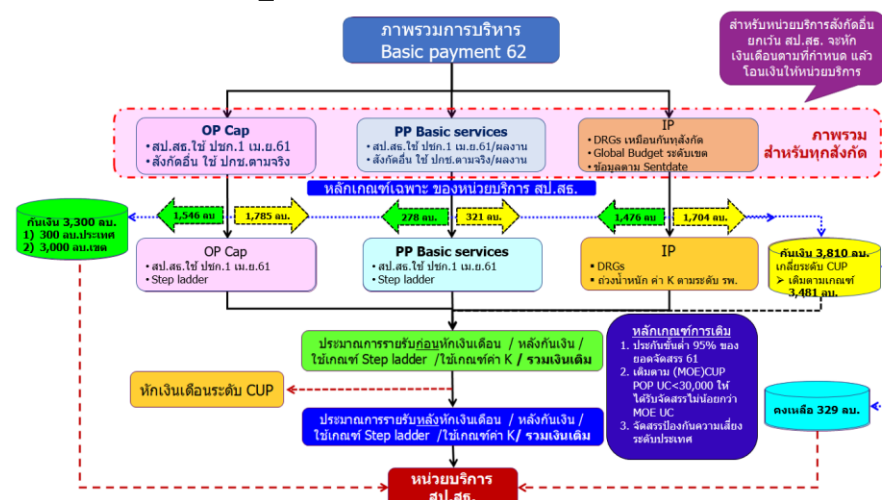 ภาพรวมการบริหาร
Basic payment 62
สำหรับหน่วยบริการสังกัดอื่น
ยกเว้น สป.สธ. จะหัก
เงินเดือนตามที่กำหนด แล้ว
โอนเงินให้หน่วยบริการ
OP Cap
• สป.สธ.ใช้ ปชก.1 เม.ย.61
• สังกัดอื่น ใช้ ปกช.ตามจริง
PP Basic services
• สป.สธ.ใช้ ปชก.1 เม.ย.61/ผลงาน
• สังกัดอื่น ใช้ ปกช.ตามจริง/ผลงาน
IP
• DRGs เหมือนกันทุกสังกัด
• Global Budget ระดับเขต
• ข้อมูลตาม Sentdate
ภาพรวม
สำหรับทุกสังกัด
หลักเกณฑ์เฉพาะ ของหน่วยบริการ สป.สธ.
1,546 ลบ
1,785 ลบ.
278 ลบ.
321 ลบ.
1,476 ลบ
1,704 ลบ.
กันเงิน 3,300 ลบ.
1) 300 ลบ.ประเทศ
2) 3,000 ลบ.เขต
OP Cap
• สป.สธ.ใช้ ปชก.1 เม.ย.61
• Step ladder
PP Basic services
• สป.สธ.ใช้ ปชก.1 เม.ย.61
• Step ladder
IP
• DRGs
• ถ่วงน้ำหนัก ค่า K ตามระดับ รพ.
กันเงิน 3,810 ลบ.
เกลี่ยระดับ CUP
➢ เติมตามเกณฑ์
3,481 ลบ.
ประมาณการรายรับก่อนหักเงินเดือน / หลังกันเงิน /
ใช้เกณฑ์ Step ladder /ใช้เกณฑ์ค่า K / รวมเงินเติม
หลักเกณฑ์การเติม
1. ประกันขั้นต่ำ 95% ของ
ยอดจัดสรร 61
2. เติมตาม (MOE)CUP
POP UC<30,000 ให้
ได้รับจัดสรรไม่น้อยกว่า
MOE UC
3. จัดสรรป้องกันความเสี่ยง
ระดับประเทศ
หักเงินเดือนระดับ CUP
คงเหลือ 329 ลบ.
ประมาณการรายรับหลังหักเงินเดือน / หลังกันเงิน /
ใช้เกณฑ์ Step ladder /ใช้เกณฑ์ค่า K/ รวมเงินเติม
หน่วยบริการ
สป.สธ.